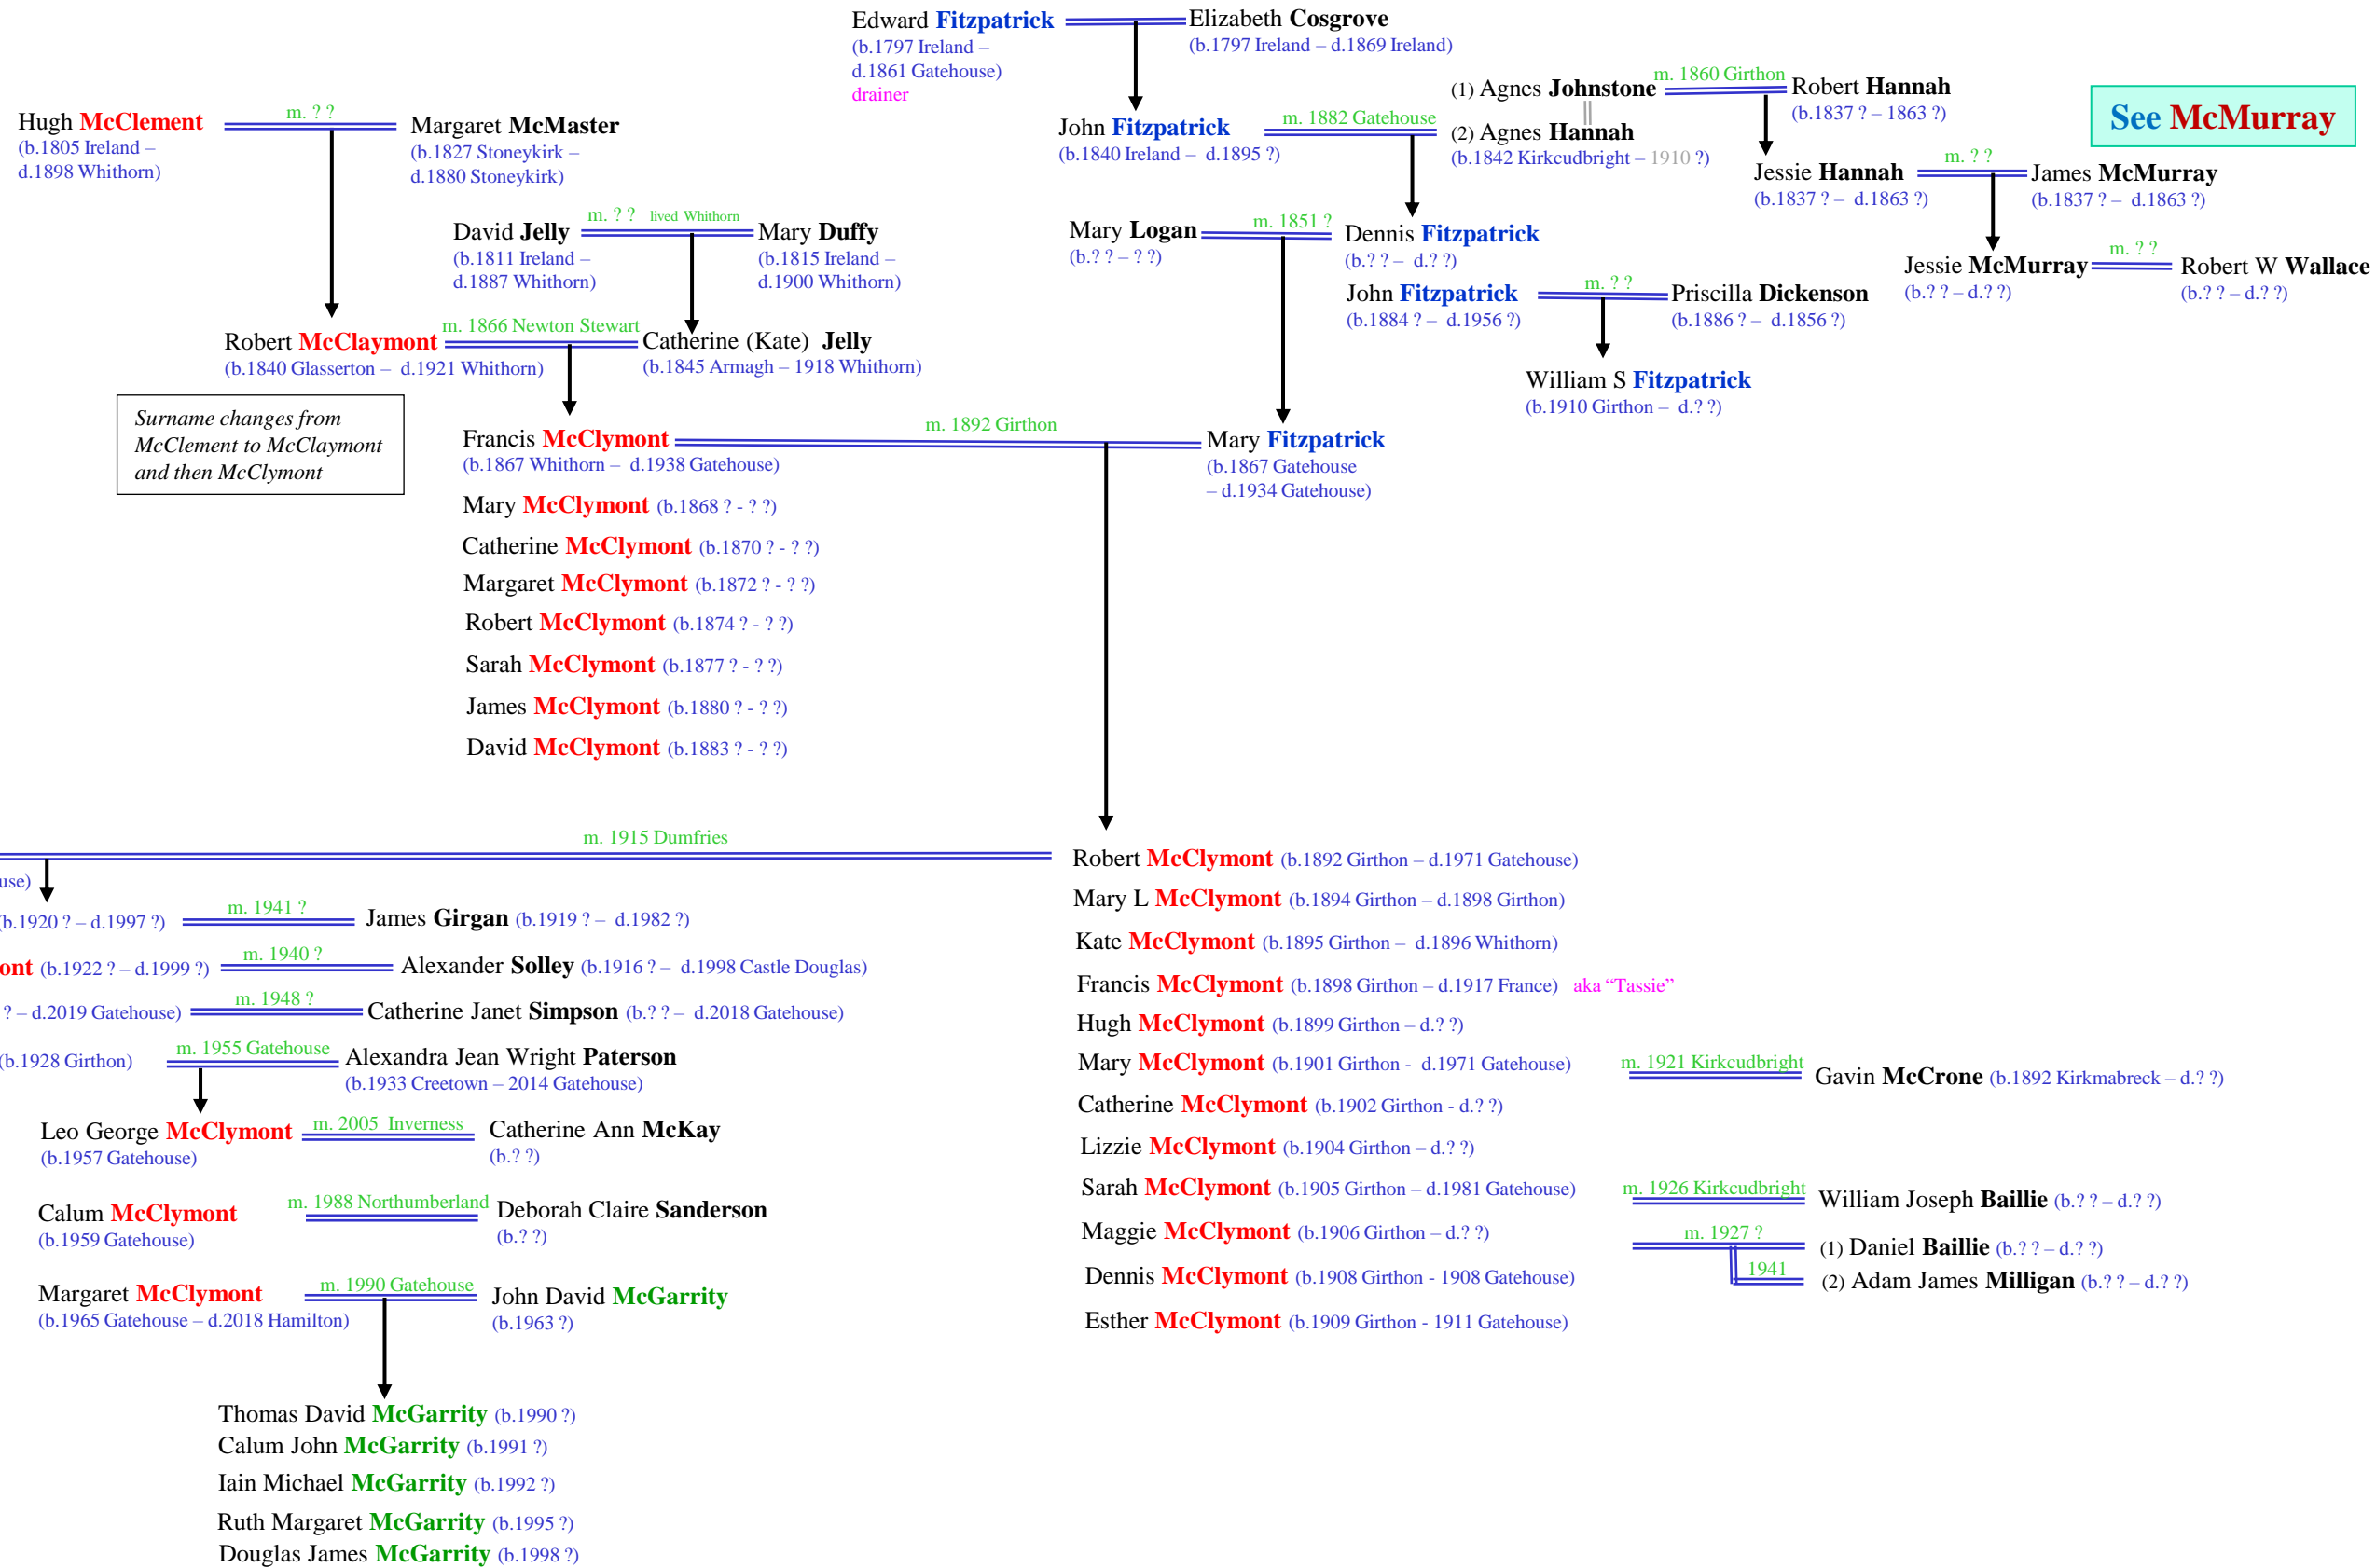 Edward Fitzpatrick
(b.1797 Ireland –
d.1861 Gatehouse)
drainer
Elizabeth Cosgrove
(b.1797 Ireland – d.1869 Ireland)
(1) Agnes Johnstone
m. 1860 Girthon
Robert Hannah
(b.1837 ? – 1863 ?)
See McMurray
Hugh McClement
(b.1805 Ireland –
d.1898 Whithorn)
m. ? ?
Margaret McMaster
(b.1827 Stoneykirk –
d.1880 Stoneykirk)
John Fitzpatrick
(b.1840 Ireland – d.1895 ?)
m. 1882 Gatehouse
(2) Agnes Hannah
(b.1842 Kirkcudbright – 1910 ?)
Jessie Hannah
(b.1837 ? – d.1863 ?)
m. ? ?
James McMurray
(b.1837 ? – d.1863 ?)
David Jelly
(b.1811 Ireland –
d.1887 Whithorn)
m. ? ? lived Whithorn
Mary Duffy
(b.1815 Ireland –
d.1900 Whithorn)
Mary Logan
(b.? ? – ? ?)
m. 1851 ?
Dennis Fitzpatrick
(b.? ? – d.? ?)
Jessie McMurray
(b.? ? – d.? ?)
m. ? ?
Robert W Wallace
(b.? ? – d.? ?)
John Fitzpatrick
(b.1884 ? – d.1956 ?)
m. ? ?
Priscilla Dickenson
(b.1886 ? – d.1856 ?)
Robert McClaymont
(b.1840 Glasserton – d.1921 Whithorn)
m. 1866 Newton Stewart
Catherine (Kate) Jelly
(b.1845 Armagh – 1918 Whithorn)
William S Fitzpatrick
(b.1910 Girthon – d.? ?)
Surname changes from
McClement to McClaymont
and then McClymont
Francis McClymont
(b.1867 Whithorn – d.1938 Gatehouse)
m. 1892 Girthon
Mary Fitzpatrick
(b.1867 Gatehouse
– d.1934 Gatehouse)
Mary McClymont (b.1868 ? - ? ?)
Catherine McClymont (b.1870 ? - ? ?)
Margaret McClymont (b.1872 ? - ? ?)
Robert McClymont (b.1874 ? - ? ?)
Sarah McClymont (b.1877 ? - ? ?)
James McClymont (b.1880 ? - ? ?)
David McClymont (b.1883 ? - ? ?)
m. 1915 Dumfries
Robert McClymont (b.1892 Girthon – d.1971 Gatehouse)
Mary L McClymont (b.1894 Girthon – d.1898 Girthon)
Kate McClymont (b.1895 Girthon – d.1896 Whithorn)
Francis McClymont (b.1898 Girthon – d.1917 France) aka “Tassie”
Hugh McClymont (b.1899 Girthon – d.? ?)
Mary McClymont (b.1901 Girthon - d.1971 Gatehouse)
m. 1921 Kirkcudbright
Gavin McCrone (b.1892 Kirkmabreck – d.? ?)
Catherine McClymont (b.1902 Girthon - d.? ?)
Lizzie McClymont (b.1904 Girthon – d.? ?)
Sarah McClymont (b.1905 Girthon – d.1981 Gatehouse)
m. 1926 Kirkcudbright
William Joseph Baillie (b.? ? – d.? ?)
Maggie McClymont (b.1906 Girthon – d.? ?)
m. 1927 ?
(1) Daniel Baillie (b.? ? – d.? ?)
1941
(2) Adam James Milligan (b.? ? – d.? ?)
Dennis McClymont (b.1908 Girthon - 1908 Gatehouse)
Esther McClymont (b.1909 Girthon - 1911 Gatehouse)
use)
(b.1920 ? – d.1997 ?)
m. 1941 ?
James Girgan (b.1919 ? – d.1982 ?)
ont (b.1922 ? – d.1999 ?)
m. 1940 ?
Alexander Solley (b.1916 ? – d.1998 Castle Douglas)
? – d.2019 Gatehouse)
m. 1948 ?
Catherine Janet Simpson (b.? ? – d.2018 Gatehouse)
(b.1928 Girthon)
m. 1955 Gatehouse
Alexandra Jean Wright Paterson
(b.1933 Creetown – 2014 Gatehouse)
Leo George McClymont
(b.1957 Gatehouse)
m. 2005 Inverness
Catherine Ann McKay
(b.? ?)
Calum McClymont
(b.1959 Gatehouse)
m. 1988 Northumberland
Deborah Claire Sanderson
(b.? ?)
Margaret McClymont
(b.1965 Gatehouse – d.2018 Hamilton)
m. 1990 Gatehouse
John David McGarrity
(b.1963 ?)
Thomas David McGarrity (b.1990 ?)
Calum John McGarrity (b.1991 ?)
Iain Michael McGarrity (b.1992 ?)
Ruth Margaret McGarrity (b.1995 ?)
Douglas James McGarrity (b.1998 ?)